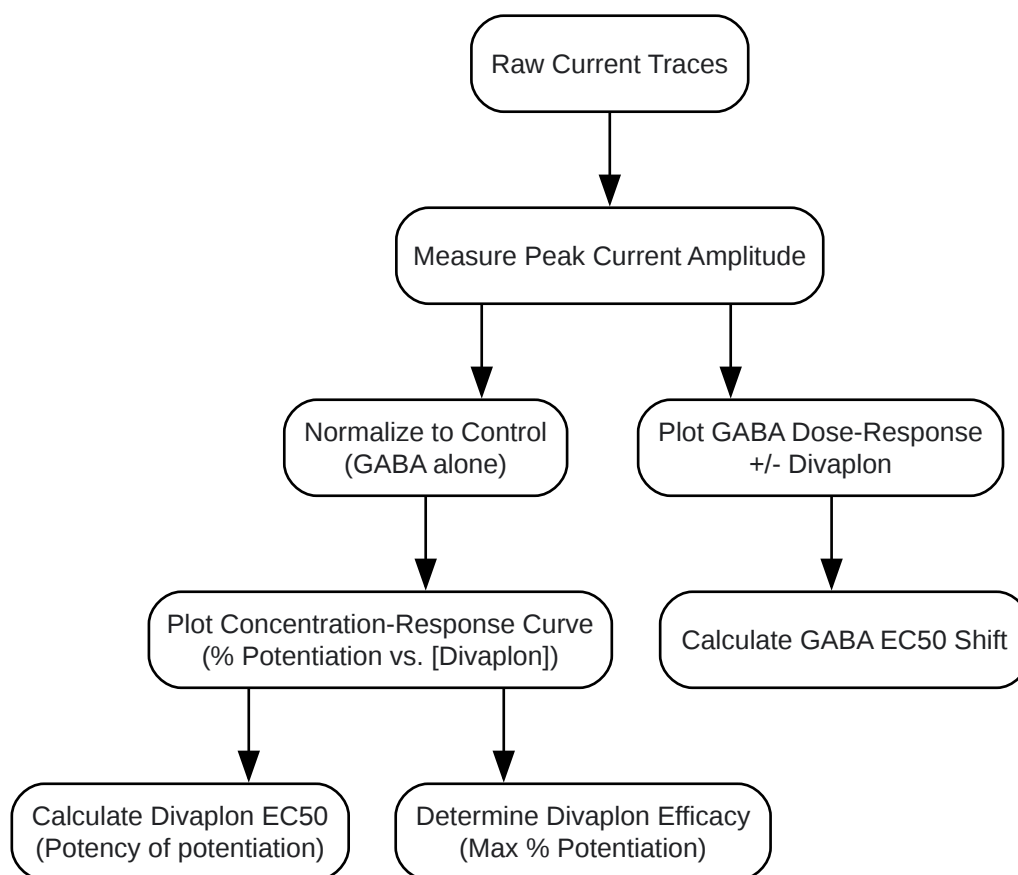 Raw Current Traces
Measure Peak Current Amplitude
Normalize to Control
(GABA alone)
Plot GABA Dose-Response
+/- Divaplon
Plot Concentration-Response Curve
(% Potentiation vs. [Divaplon])
Calculate GABA EC50 Shift
Calculate Divaplon EC50
(Potency of potentiation)
Determine Divaplon Efficacy
(Max % Potentiation)